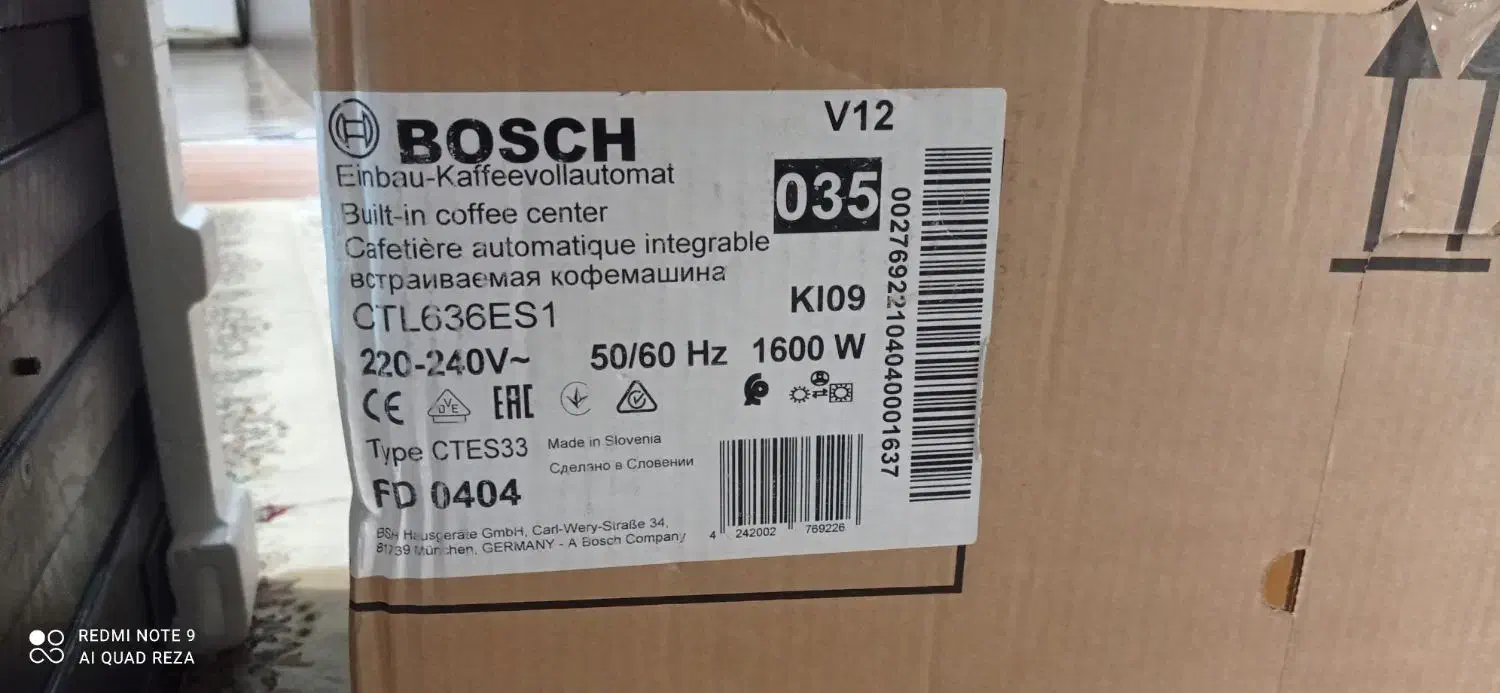 BOSCH
V12
Einbau-Kaffeevollautomat
035
Built-in coffee center
Cafetière automatique integrable
встраиваемая кофемашина
CTL636ES1
KI09
220-240V~ 50/60 Hz 1600 W
CE OVE EAC
Type CTES33
Made in Slovenia
Сделано в Словении
FD 0404
BSH Hausgeräte GmbH, Carl-Wery-Straße 34,
81739 München, GERMANY - A Bosch Company
4 242002 769226
002769221040400001637
REDMI NOTE 9
AI QUAD REZA